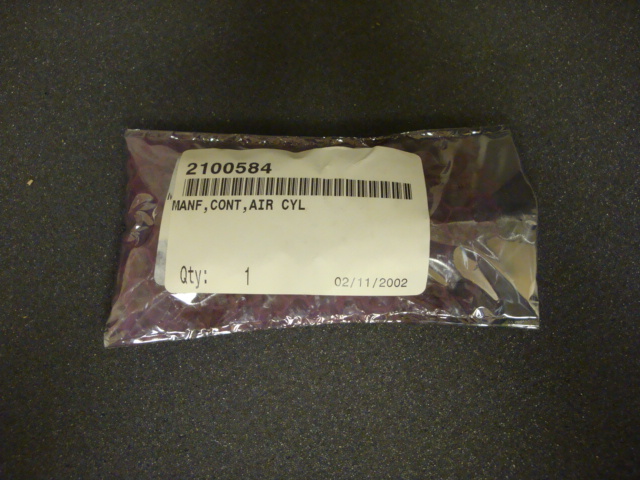 2100584
MANF,CONT,AIR CYL
Qty: 1
02/11/2002